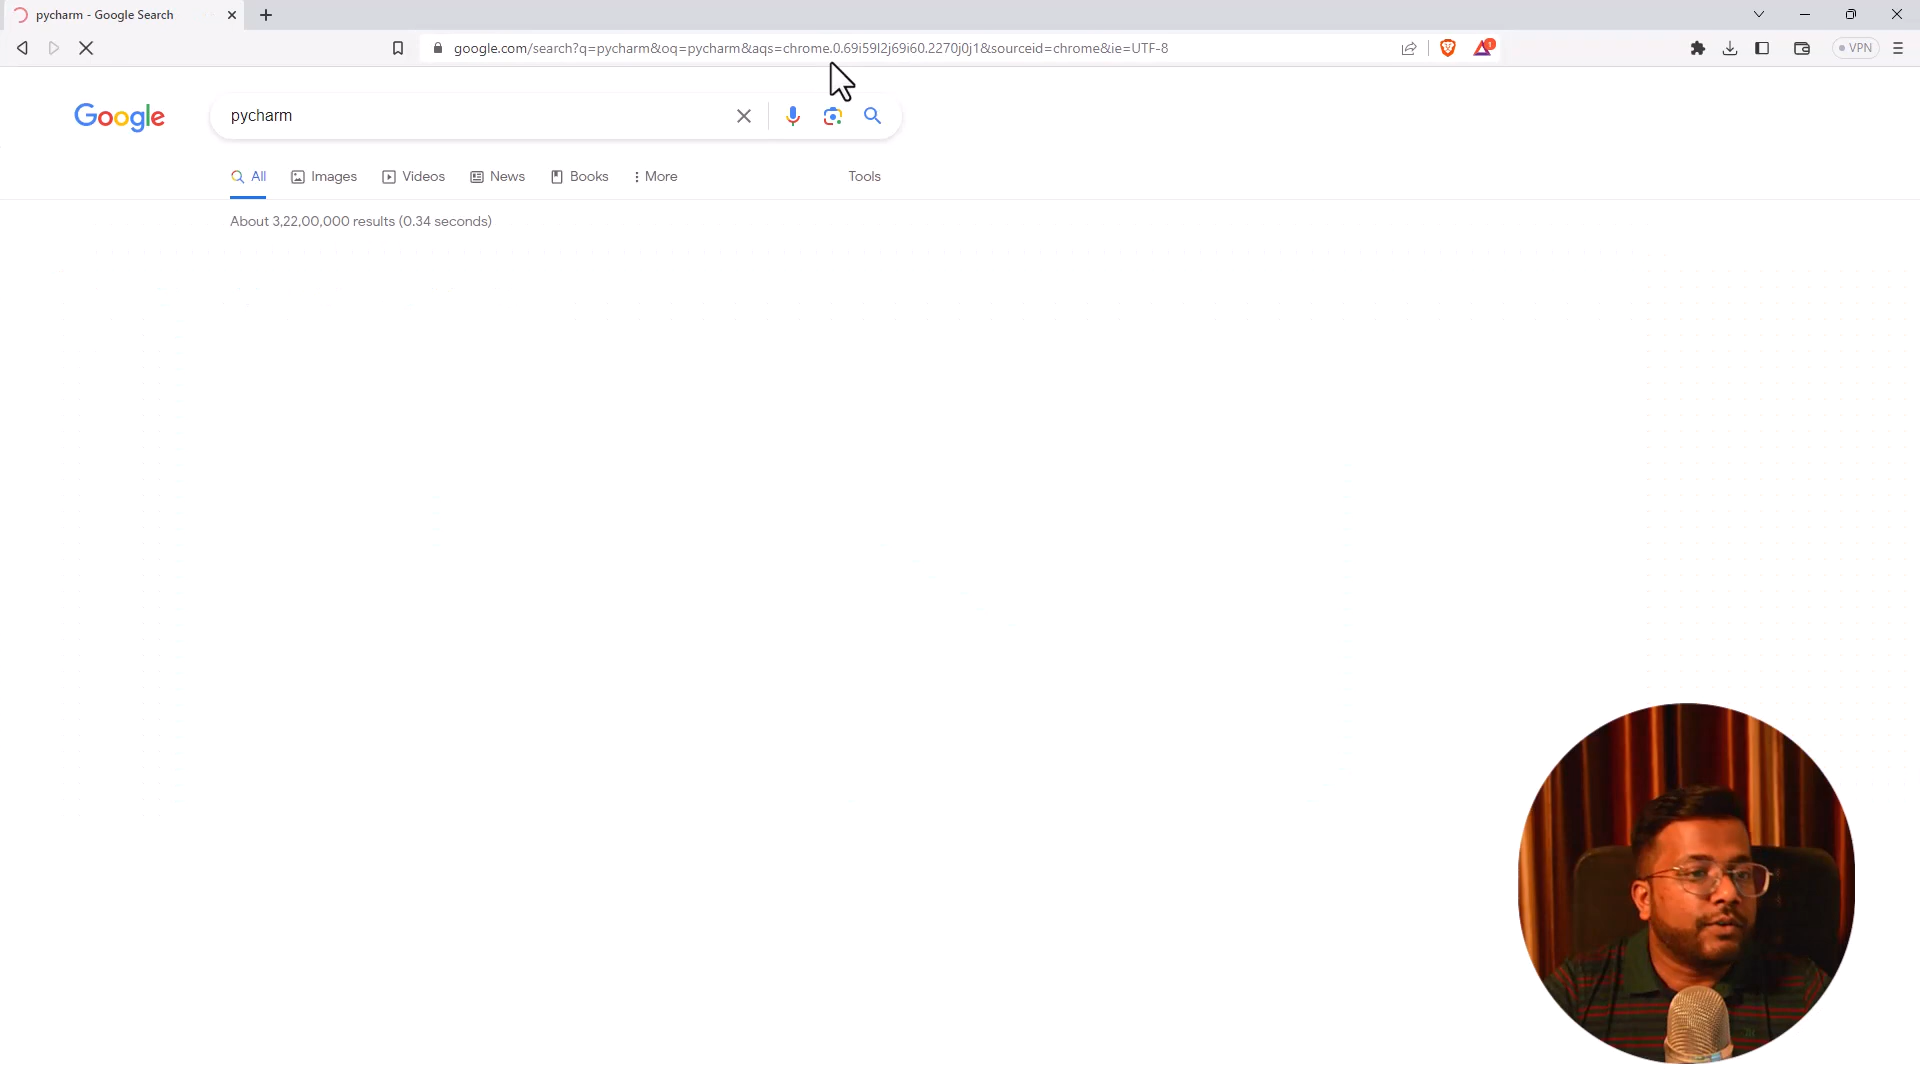 pycharm - Google Search
google.com/search?q=pycharm&oq=pycharm&aqs=chrome.0.69i59l2j69i60.2270j0j1&sourceid=chrome&ie=UTF-8
1
VPN
Google
pycharm
All
Images
Videos
News
Books
More
Tools
About 3,22,00,000 results (0.34 seconds)